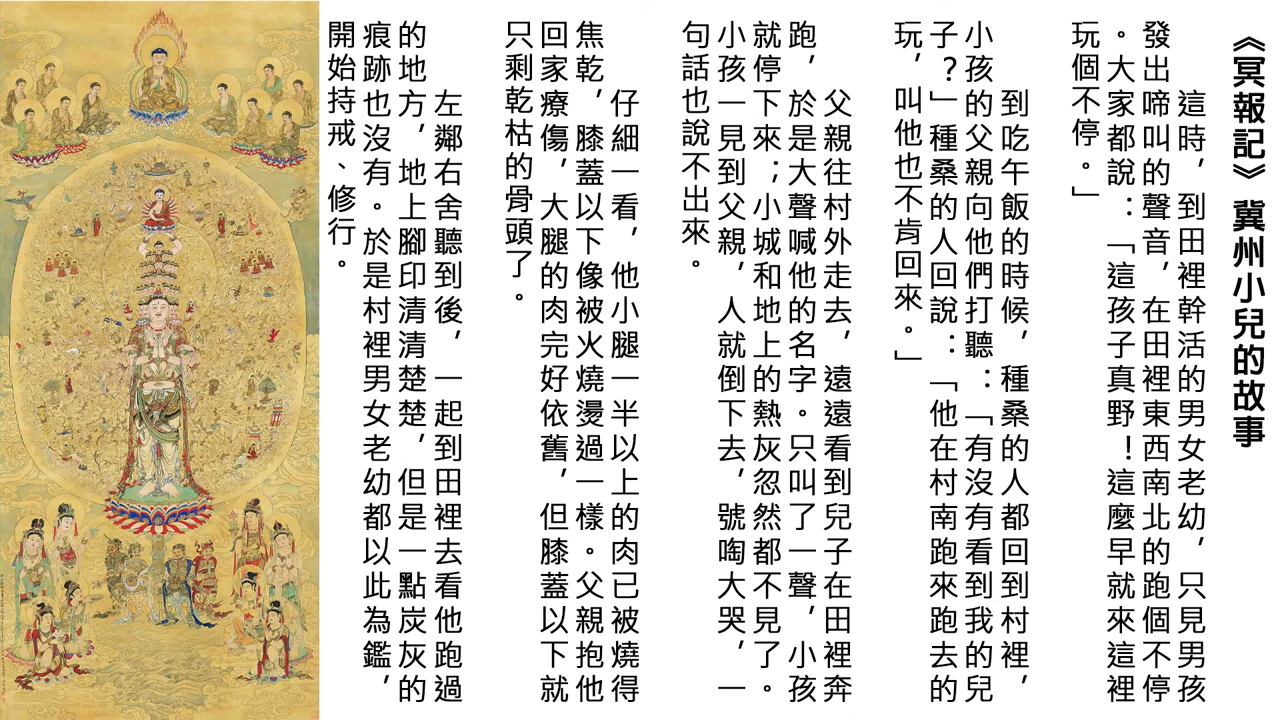 《冥報記》冀州小兒的故事
這時，到田裡幹活的男女老幼，只見男孩
發出啼叫的聲音，在田裡東西南北的跑個不停
。大家都說：「這孩子真野！這麼早就來這裡
玩個不停。」
到吃午飯的時候，種桑的人都回到村裡，
小孩的父親向他們打聽：「有沒有看到我的兒
子？」種桑的人回說：「他在村南跑來跑去的
玩，叫他也不肯回來。」
父親往村外走去，遠遠看到兒子在田裡奔
跑，於是大聲喊他的名字。只叫了一聲，小孩
就停下來；小城和地上的熱灰忽然都不見了。
小孩一見到父親，人就倒下去，號啕大哭，一
句話也說不出來。
仔細一看，他小腿一半以上的肉已被燒得
焦乾，膝蓋以下像被火燒燙過一樣。父親抱他
回家療傷，大腿的肉完好依舊，但膝蓋以下就
只剩乾枯的骨頭了。
左鄰右舍聽到後，一起到田裡去看他跑過
的地方，地上腳印清清楚楚，但是一點炭灰的
痕跡也沒有。於是村裡男女老幼都以此為鑑，
開始持戒、修行。